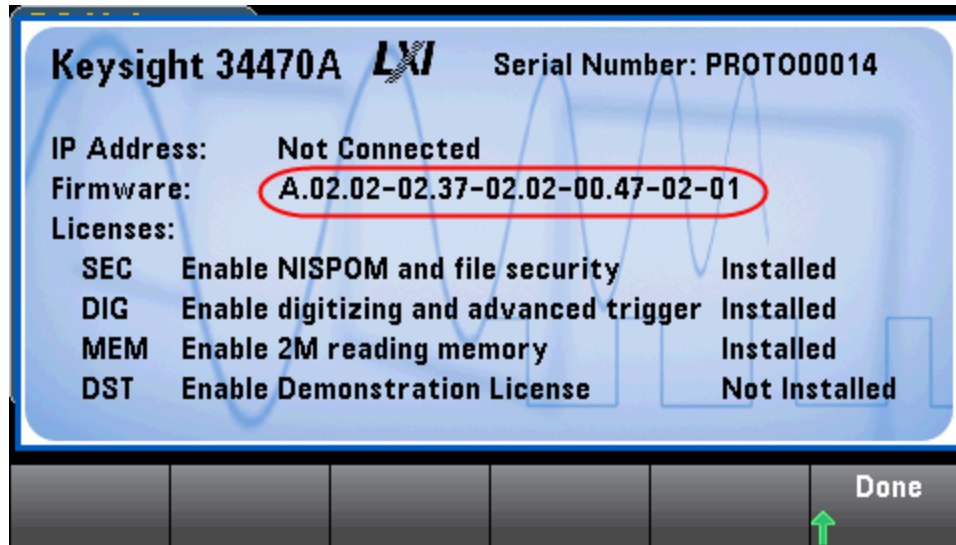 Keysight 34470A LXI Serial Number: PROTO00014
IP Address: Not Connected
Firmware: A.02.02-02.37-02.02-00.47-02-01
Licenses:
SEC Enable NISPOM and file security Installed
DIG Enable digitizing and advanced trigger Installed
MEM Enable 2M reading memory Installed
DST Enable Demonstration License Not Installed
Done